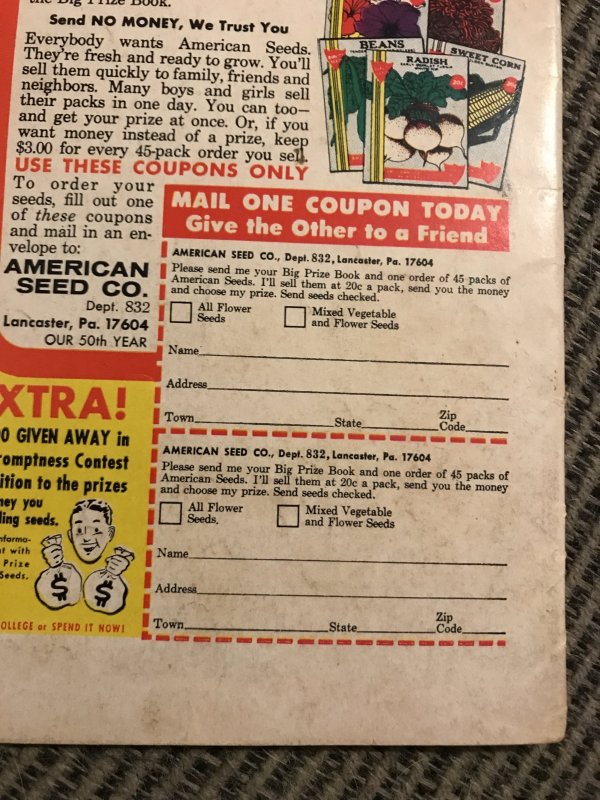 the Big Prize Book.
Send NO MONEY, We Trust You
Everybody wants American Seeds.
They're fresh and ready to grow. You'll
sell them quickly to family, friends and
neighbors. Many boys and girls sell
their packs in one day. You can too—
and get your prize at once. Or, if you
want money instead of a prize, keep
$3.00 for every 45-pack order you sell.
USE THESE COUPONS ONLY
To order your
seeds, fill out one
of these coupons
and mail in an en-
velope to:
AMERICAN
SEED CO.
Dept. 832
Lancaster, Pa. 17604
OUR 50th YEAR
BEANS
RADISH
SWEET CORN
MAIL ONE COUPON TODAY
Give the Other to a Friend
AMERICAN SEED CO., Dept. 832, Lancaster, Pa. 17604
Please send me your Big Prize Book and one order of 45 packs of
American Seeds. I'll sell them at 20c a pack, send you the money
and choose my prize. Send seeds checked.
All Flower
Seeds
Mixed Vegetable
and Flower Seeds
Name
Address
Town State Zip
Code
AMERICAN SEED CO., Dept. 832, Lancaster, Pa. 17604
Please send me your Big Prize Book and one order of 45 packs of
American Seeds. I'll sell them at 20c a pack, send you the money
and choose my prize. Send seeds checked.
All Flower
Seeds.
Mixed Vegetable
and Flower Seeds
Name
Address
Town State Zip
Code
XTRA!
00 GIVEN AWAY in
omptness Contest
ition to the prizes
ney you
ling seeds.
nforma-
t with
Prize
Seeds.
$ $
OLLEGE or SPEND IT NOW!